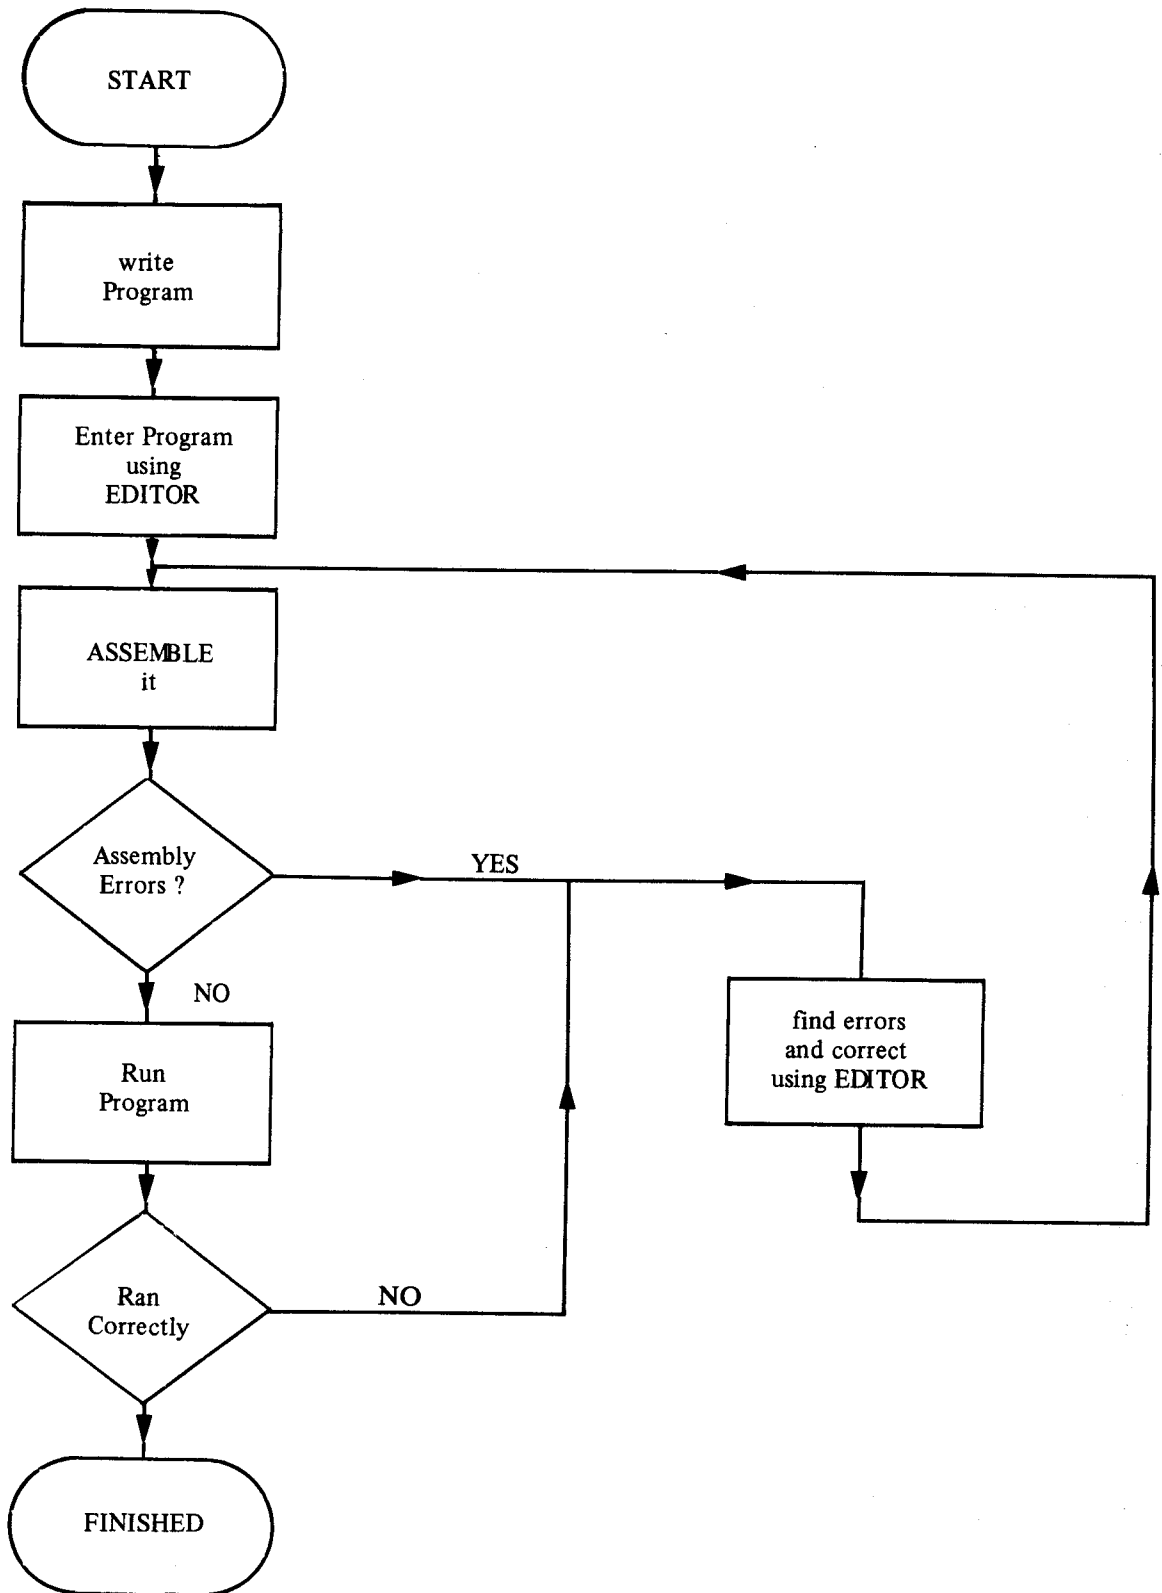 START
write
Program
Enter Program
using
EDITOR
ASSEMBLE
it
Assembly
Errors ?
YES
NO
find errors
and correct
using EDITOR
Run
Program
Ran
Correctly
NO
FINISHED